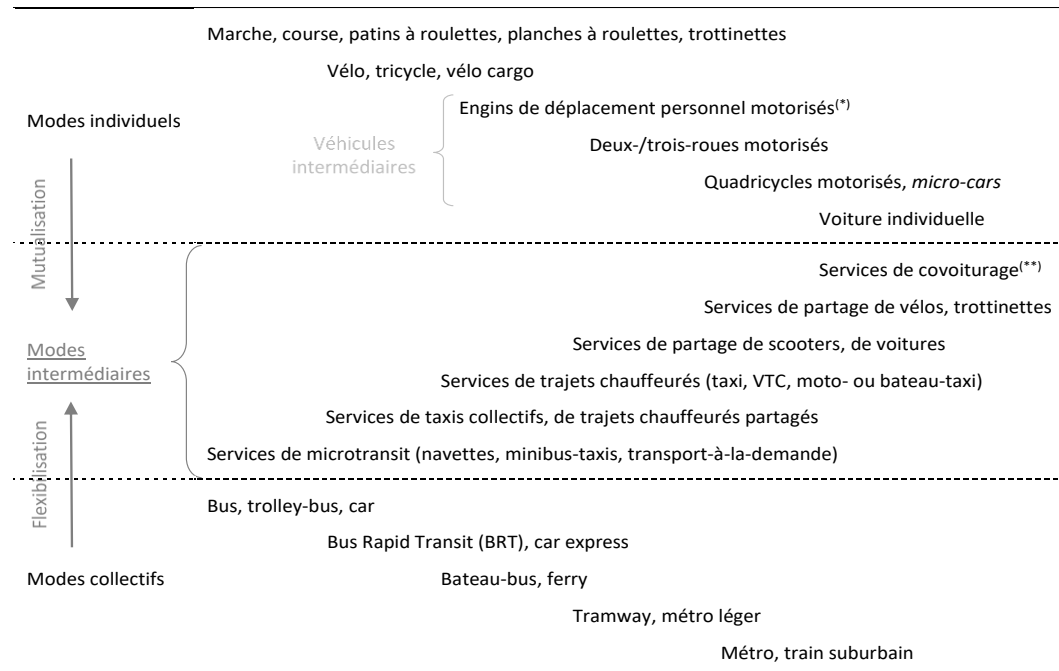 Marche, course, patins à roulettes, planches à roulettes, trottinettes
Vélo, tricycle, vélo cargo
Engins de déplacement personnel motorisés(*)
Modes individuels
Véhicules
intermédiaires
Deux-/trois-roues motorisés
Quadricycles motorisés, micro-cars
Voiture individuelle
Mutualisation
Services de covoiturage(**)
Services de partage de vélos, trottinettes
Modes
intermédiaires
Services de partage de scooters, de voitures
Services de trajets chauffeurés (taxi, VTC, moto- ou bateau-taxi)
Services de taxis collectifs, de trajets chauffeurés partagés
Services de microtransit (navettes, minibus-taxis, transport-à-la-demande)
Flexibilisation
Bus, trolley-bus, car
Bus Rapid Transit (BRT), car express
Modes collectifs
Bateau-bus, ferry
Tramway, métro léger
Métro, train suburbain